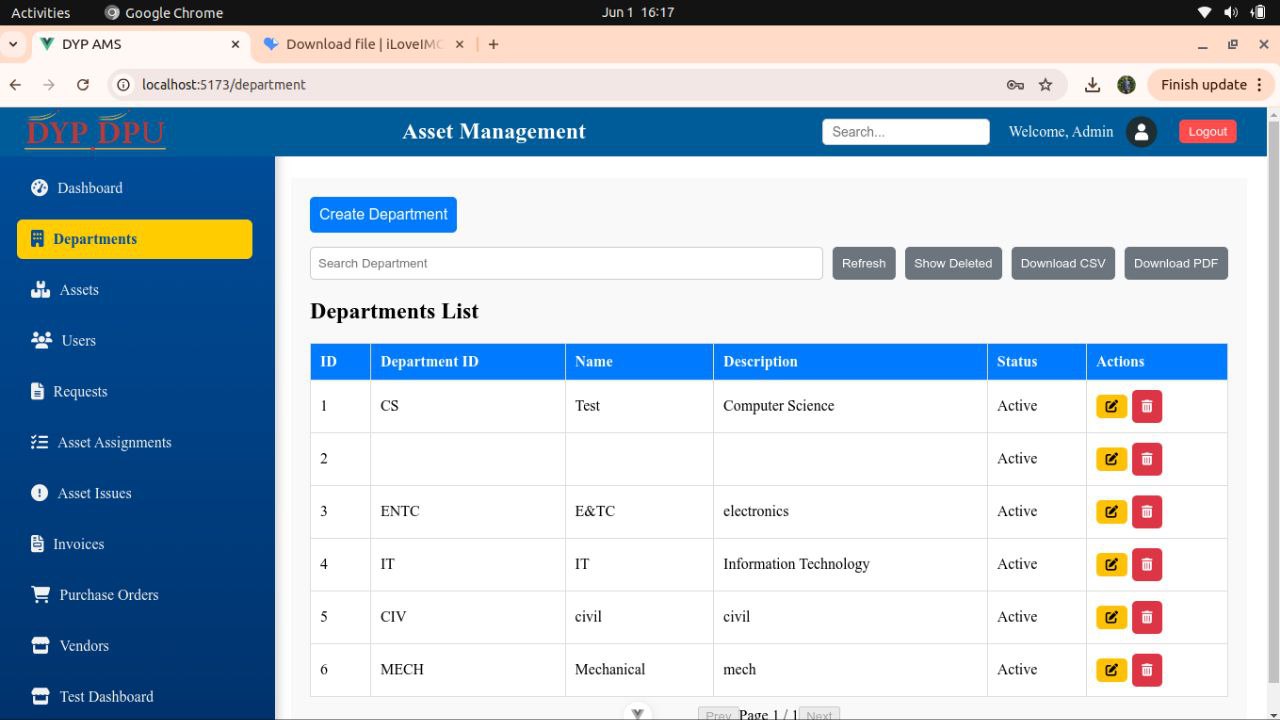 Activities Google Chrome Jun 1 16:17
DYP AMS Download file | iLoveIMG
localhost:5173/department Finish update
DYP DPU Asset Management Search... Welcome, Admin Logout
Dashboard
Departments
Assets
Users
Requests
Asset Assignments
Asset Issues
Invoices
Purchase Orders
Vendors
Test Dashboard
Create Department
Search Department Refresh Show Deleted Download CSV Download PDF
Departments List
ID Department ID Name Description Status Actions
1 CS Test Computer Science Active
2 Active
3 ENTC E&TC electronics Active
4 IT IT Information Technology Active
5 CIV civil civil Active
6 MECH Mechanical mech Active
Prev Page 1 / 1 Next